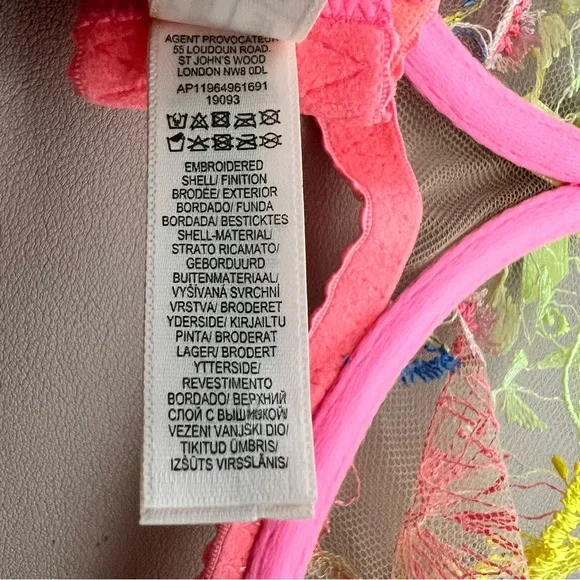 AGENT PROVOCATEUR
55 LOUDOUN ROAD.
ST JOHN'S WOOD
LONDON NW8 0DL
AP11964961691
19093
EMBROIDERED
SHELL/ FINITION
BRODÉE/ EXTERIOR
BORDADO/ FUNDA
BORDADA/ BESTICKTES
SHELL-MATERIAL/
STRATO RICAMATO/
GEBORDUURD
BUITENMATERIAAL/
VYŠÍVANÁ SVRCHNÍ
VRSTVA/ BRODERET
YDERSIDE/ KIRJAILTU
PINTA/ BRODERAT
LAGER/ BRODERT
YTTERSIDE/
REVESTIMENTO
BORDADO/ ВЕРХНИЙ
СЛОЙ С ВЫШИВКОЙ/
VEZENI VANJSKI DIO/
TIKITUD ÜMBRIS/
IZŠŪTS VIRSSLĀNIS/